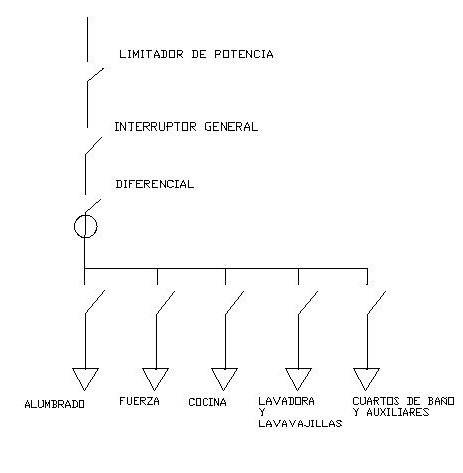 LIMITADOR DE POTENCIA
INTERRUPTOR GENERAL
DIFERENCIAL
ALUMBRADO
FUERZA
COCINA
LAVADORA
Y
LAVAVAJILLAS
CUARTOS DE BAÑO
Y AUXILIARES